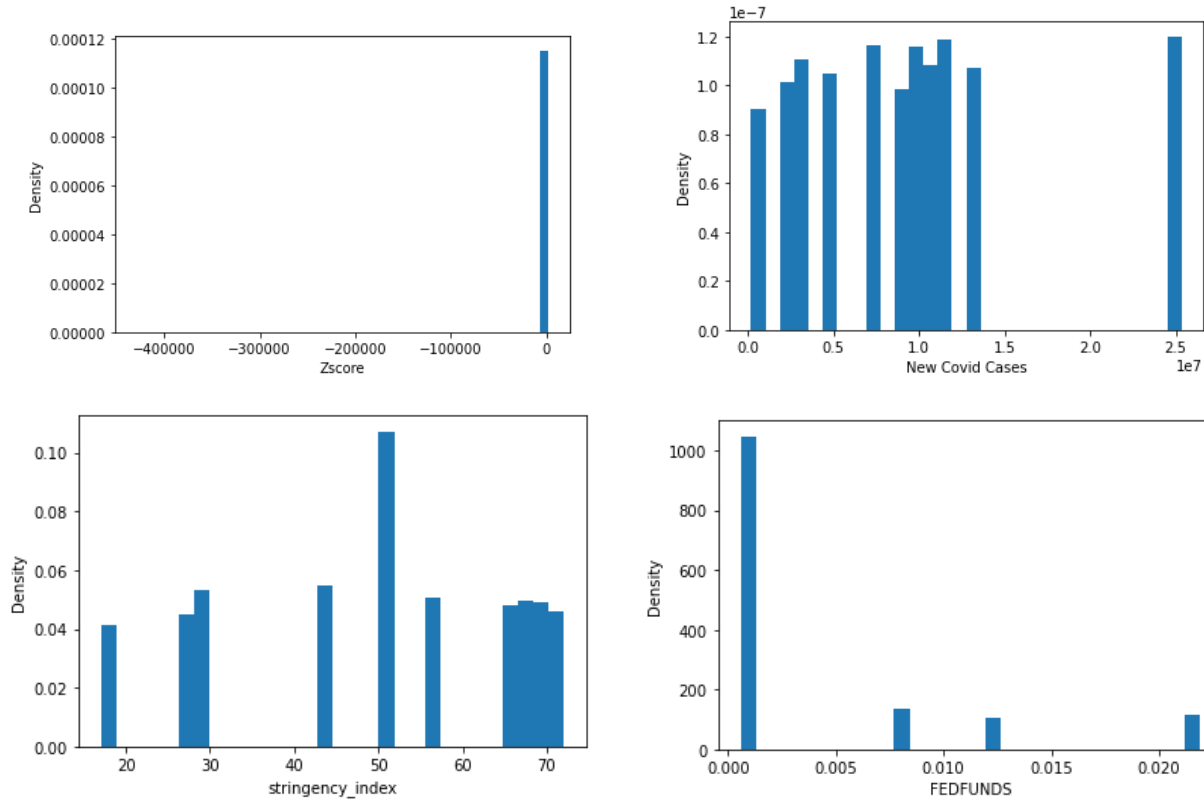 0.00012
0.00010
0.00008
0.00006
0.00004
0.00002
0.00000
Density
−400000 −300000 −200000 −100000 0
Zscore
1e−7
1.2
1.0
0.8
0.6
0.4
0.2
0.0
Density
0.0 0.5 1.0 1.5 2.0 2.5
New Covid Cases 1e7
0.10
0.08
0.06
0.04
0.02
0.00
Density
20 30 40 50 60 70
stringency_index
1000
800
600
400
200
0
Density
0.000 0.005 0.010 0.015 0.020
FEDFUNDS